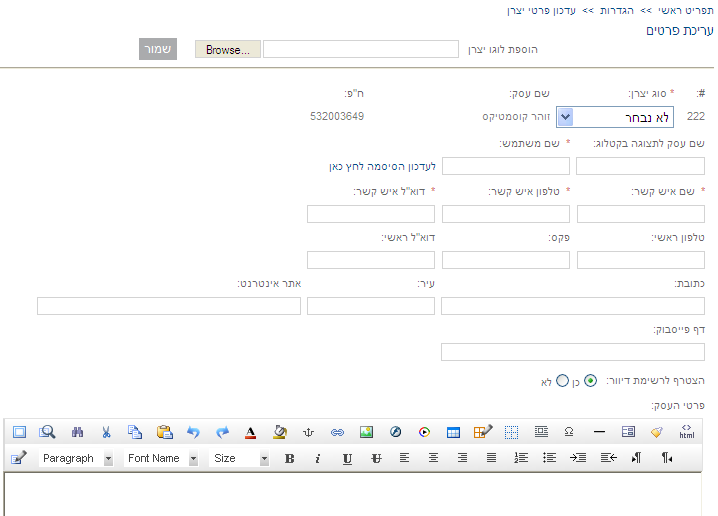 תפריט ראשי >> הגדרות >> עדכון פרטי יצרן
עריכת פרטים
הוספת לוגו יצרן Browse... שמור
#: * סוג יצרן: שם עסק: ח"פ:
222 לא נבחר זוהר קוסמטיקס 532003649
שם עסק לתצוגה בקטלוג: * שם משתמש:
לעדכון הסיסמה לחץ כאן
* שם איש קשר: * טלפון איש קשר: * דוא"ל איש קשר:
טלפון ראשי: פקס: דוא"ל ראשי:
כתובת: עיר: אתר אינטרנט:
דף פייסבוק:
הצטרף לרשימת דיוור: כן לא
פרטי העסק:
html
Paragraph Font Name Size B i U